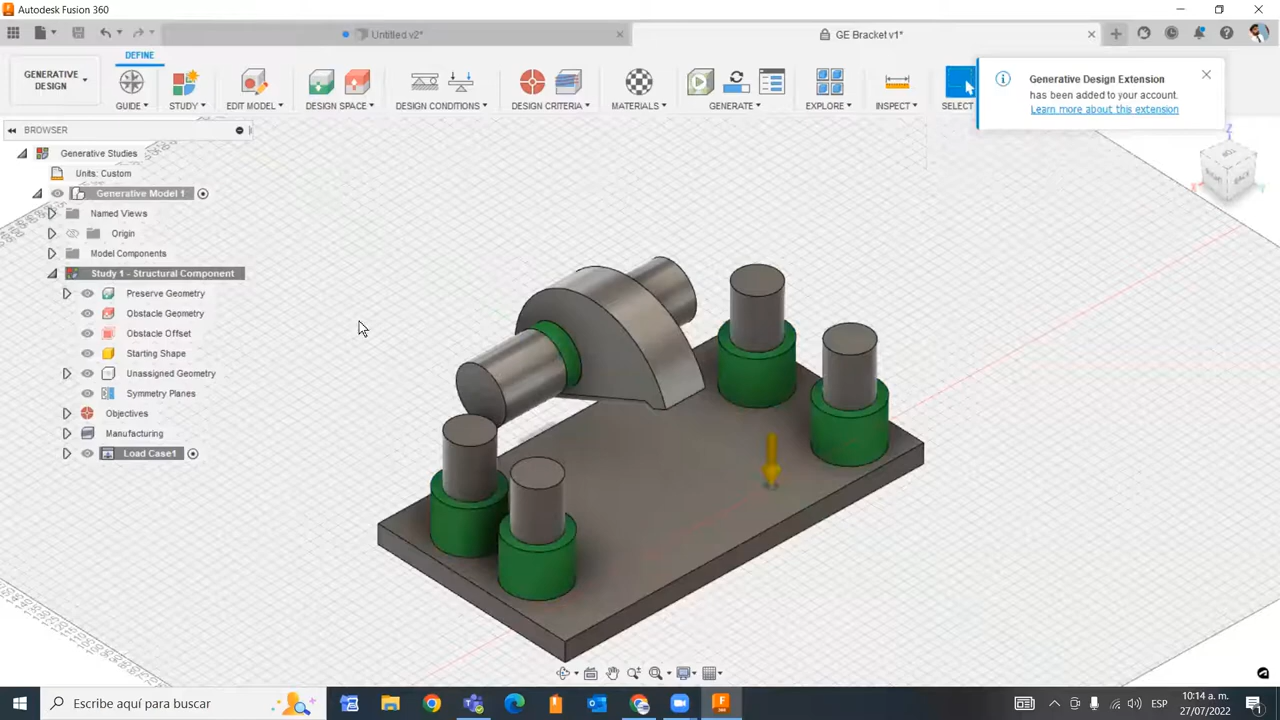 Autodesk Fusion 360
Untitled v2*
GE Bracket v1*
DEFINE
GENERATIVE
DESIGN
GUIDE
STUDY
EDIT MODEL
DESIGN SPACE
DESIGN CONDITIONS
DESIGN CRITERIA
MATERIALS
GENERATE
EXPLORE
INSPECT
SELECT
Generative Design Extension
has been added to your account.
Learn more about this extension
BROWSER
Generative Studies
Units: Custom
Generative Model 1
Named Views
Origin
Model Components
Study 1 - Structural Component
Preserve Geometry
Obstacle Geometry
Obstacle Offset
Starting Shape
Unassigned Geometry
Symmetry Planes
Objectives
Manufacturing
Load Case1
Z
Escribe aquí para buscar
ESP
10:14 a. m.
27/07/2022